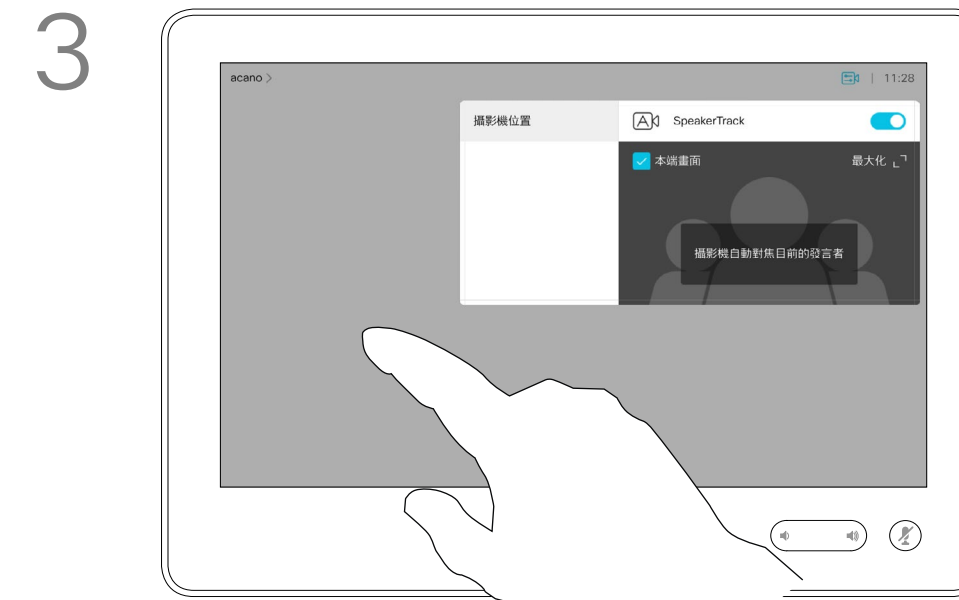 3
acano >
11:28
攝影機位置
SpeakerTrack
本端畫面
最大化
攝影機自動對焦目前的發言者